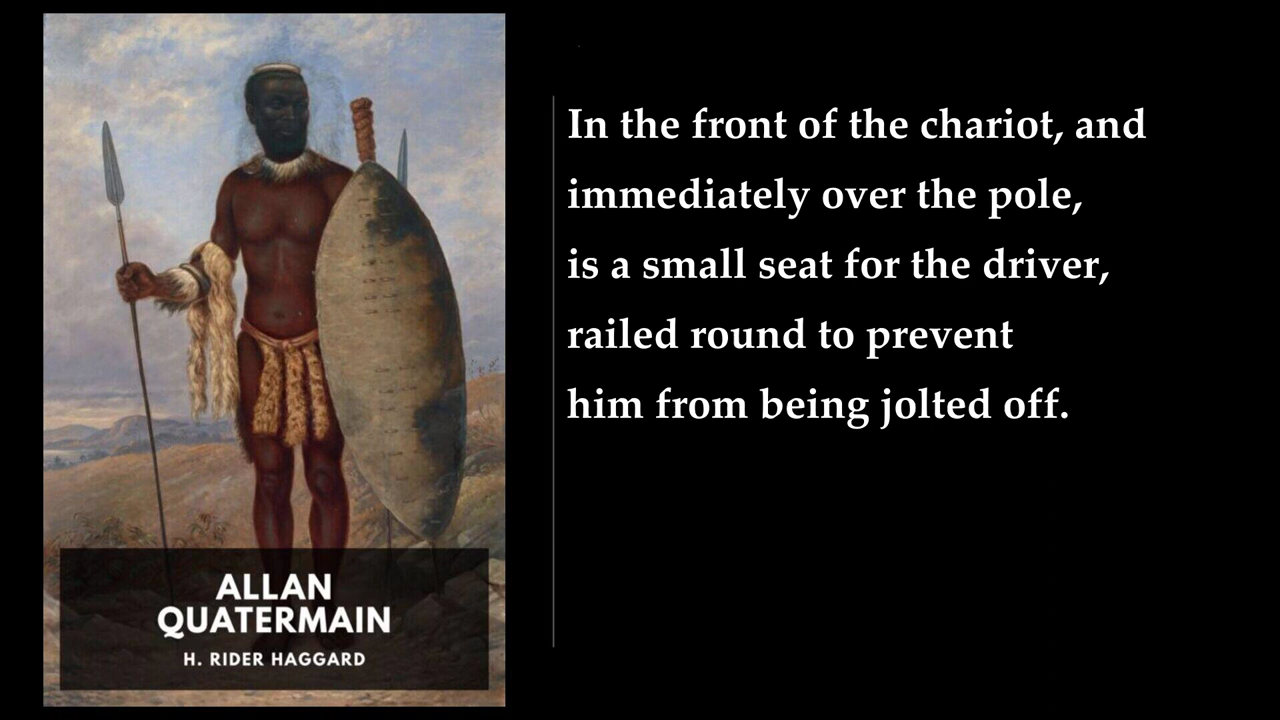 ALLAN
QUATERMAIN
H. RIDER HAGGARD
In the front of the chariot, and
immediately over the pole,
is a small seat for the driver,
railed round to prevent
him from being jolted off.